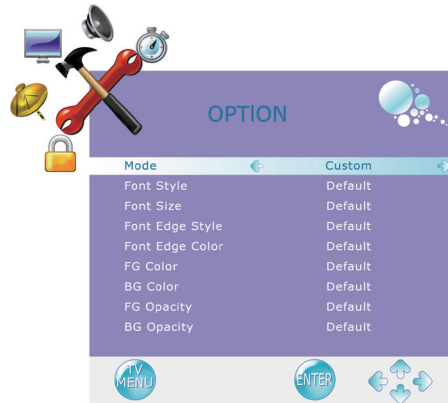 OPTION
Mode Custom
Font Style Default
Font Size Default
Font Edge Style Default
Font Edge Color Default
FG Color Default
BG Color Default
FG Opacity Default
BG Opacity Default
TV MENU ENTER